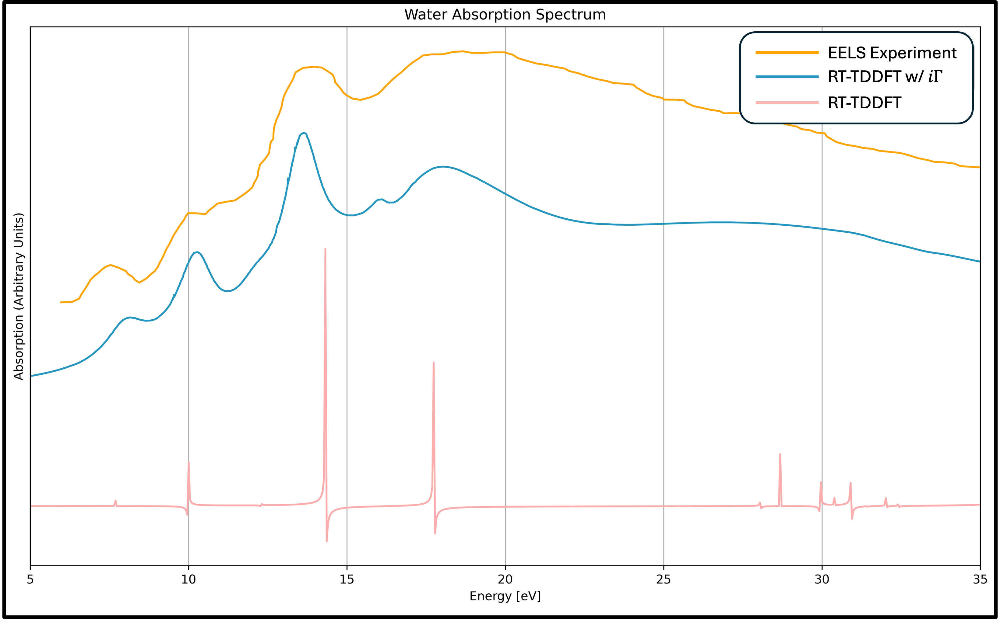 Water Absorption Spectrum
EELS Experiment
RT-TDDFT w/ iΓ
RT-TDDFT
Absorption (Arbitrary Units)
5 10 15 20 25 30 35
Energy [eV]